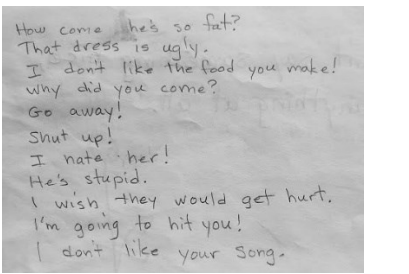 How come he's so fat?
That dress is ugly.
I don't like the food you make!
why did you come?
Go away!
Shut up!
I hate her!
He's stupid.
I wish they would get hurt.
I'm going to hit you!
I don't like your song.